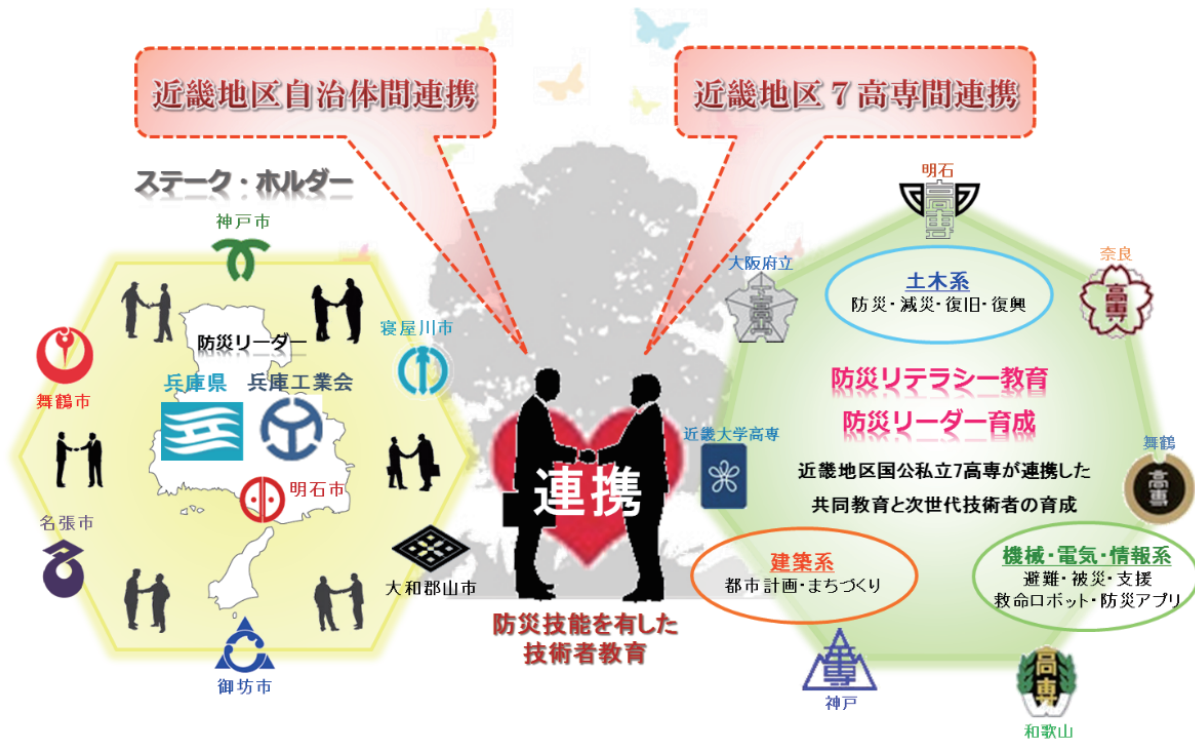 近畿地区自治体間連携
近畿地区7高専間連携
ステーク・ホルダー
神戸市
防災リーダー
寝屋川市
兵庫県
兵庫工業会
舞鶴市
明石市
名張市
大和郡山市
御坊市
連携
防災技能を有した
技術者教育
明石
高専
大阪府立
奈良
高専
土木系
防災・減災・復旧・復興
防災リテラシー教育
防災リーダー育成
近畿大学高専
舞鶴
高専
近畿地区国公私立7高専が連携した
共同教育と次世代技術者の育成
建築系
都市計画・まちづくり
機械・電気・情報系
避難・被災・支援
救命ロボット・防災アプリ
神戸
高専
和歌山